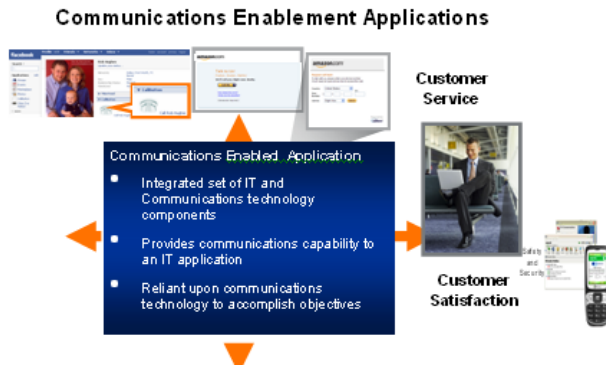 Communications Enablement Applications
facebook
amazon.com
amazon.com
Customer
Service
Communications Enabled Application
Integrated set of IT and
Communications technology
components
Provides communications capability to
an IT application
Reliant upon communications
technology to accomplish objectives
Safety
and
Security
Customer
Satisfaction